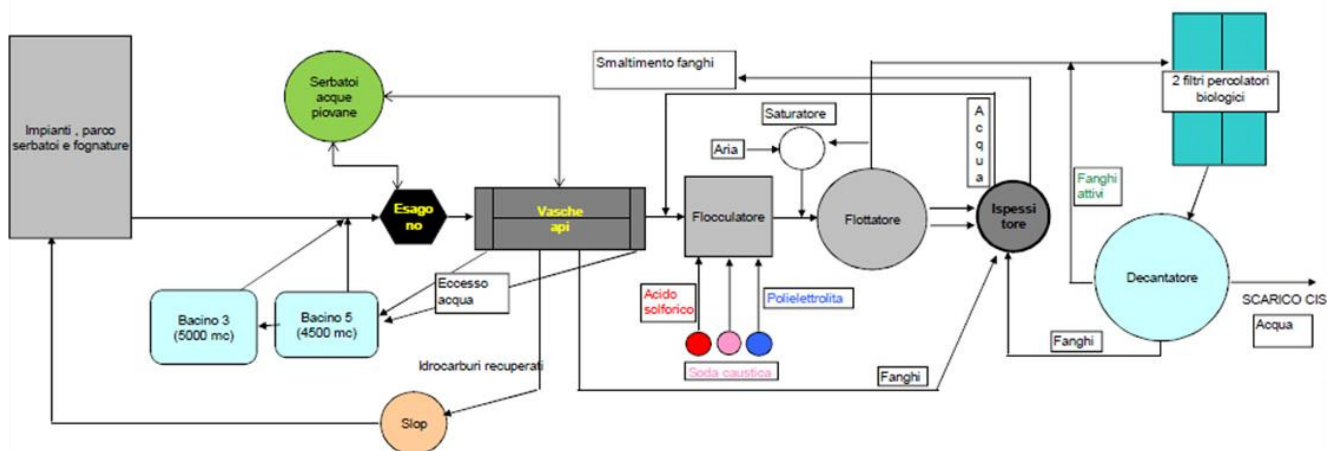 Impianti , parco
serbatoi e fognature
Serbatoi
acque
piovane
Esago
no
Vasche
api
Eccesso
acqua
Bacino 3
(5000 mc)
Bacino 5
(4500 mc)
Idrocarburi recuperati
Slop
Smaltimento fanghi
Saturatore
Aria
Flocculatore
Flottatore
Acido
solforico
Polielettrolita
Soda caustica
Fanghi
A
c
q
u
a
Ispessi
tore
Fanghi
attivi
2 filtri percolatori
biologici
Decantatore
Fanghi
SCARICO CIS
Acqua